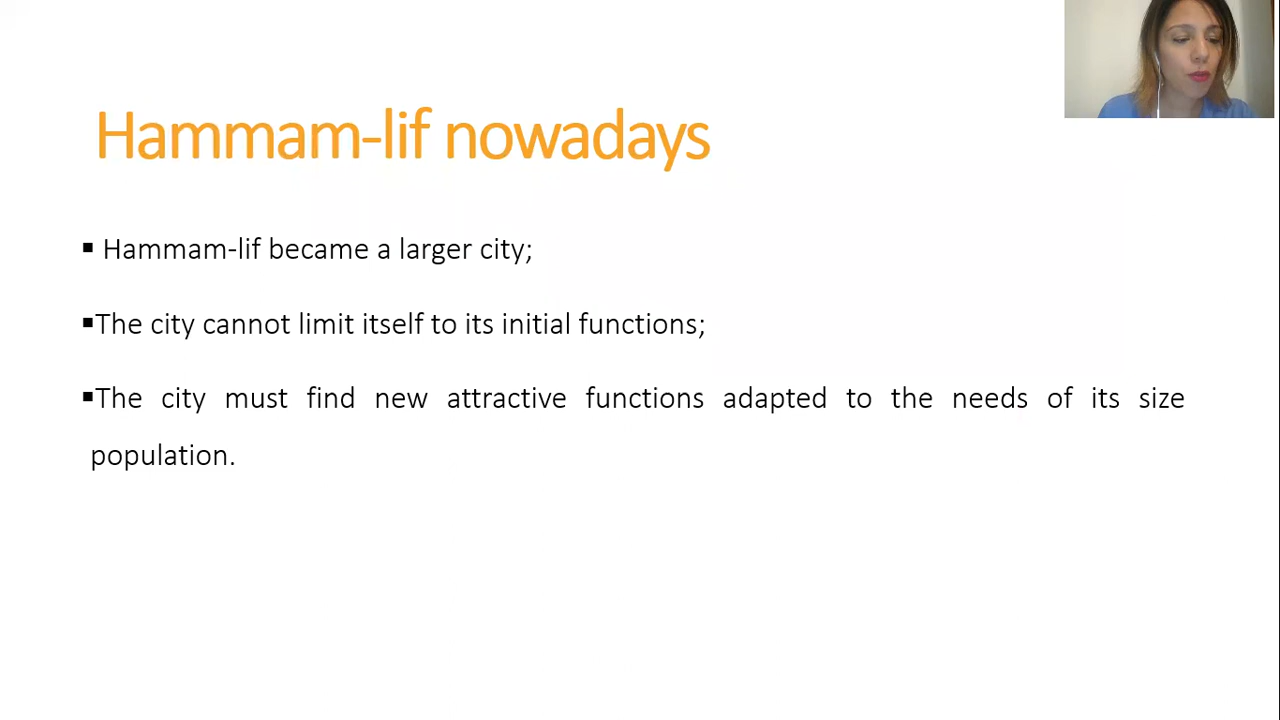 Hammam-lif nowadays
▪ Hammam-lif became a larger city;
▪The city cannot limit itself to its initial functions;
▪The city must find new attractive functions adapted to the needs of its size
population.